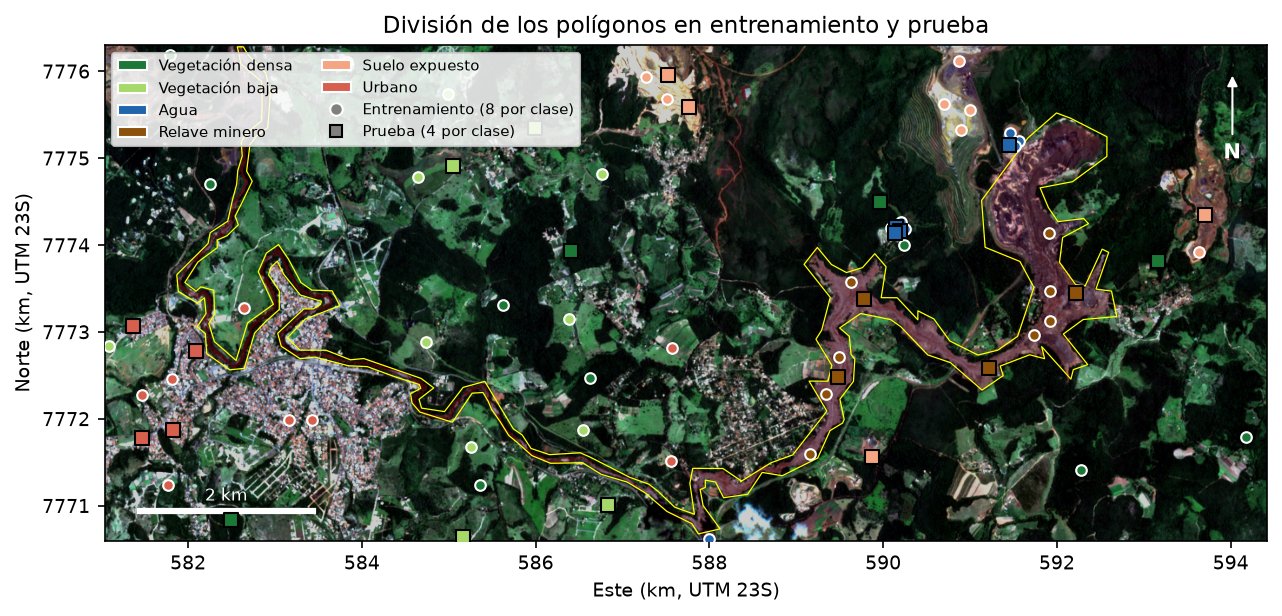 División de los polígonos en entrenamiento y prueba
Vegetación densa
Vegetación baja
Agua
Relave minero
Suelo expuesto
Urbano
Entrenamiento (8 por clase)
Prueba (4 por clase)
N
2 km
7776
7775
7774
7773
7772
7771
Norte (km, UTM 23S)
582 584 586 588 590 592 594
Este (km, UTM 23S)